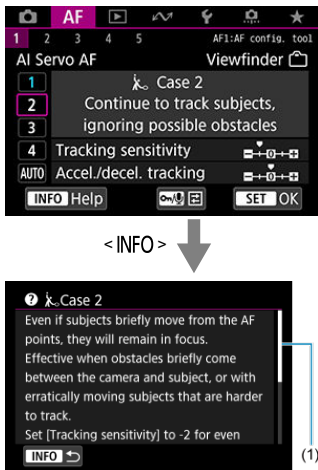 AF
1 2 3 4 5 AF1:AF config. tool
AI Servo AF Viewfinder
1 Case 2
2 Continue to track subjects,
3 ignoring possible obstacles
4 Tracking sensitivity
AUTO Accel./decel. tracking
INFO Help SET OK
<INFO>
Case 2
Even if subjects briefly move from the AF
points, they will remain in focus.
Effective when obstacles briefly come
between the camera and subject, or with
erratically moving subjects that are harder
to track.
Set [Tracking sensitivity] to -2 for even
INFO
(1)